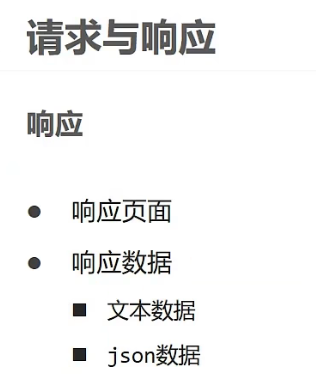 请求与响应
响应
● 响应页面
● 响应数据
■ 文本数据
■ json数据